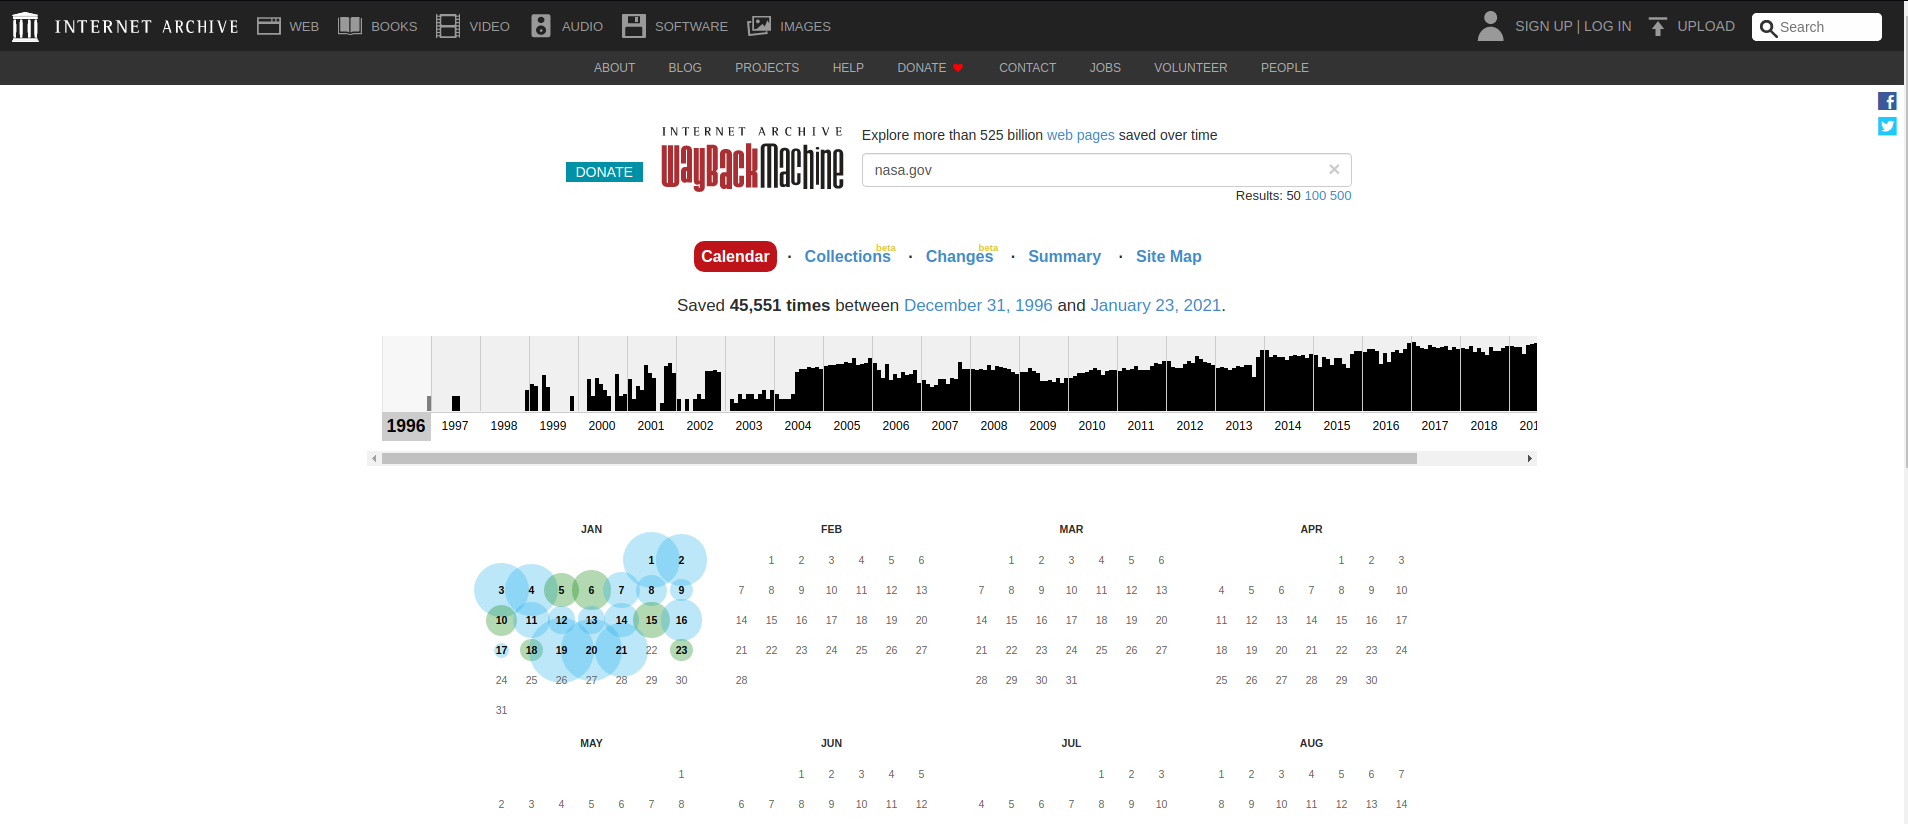 INTERNET ARCHIVE WEB BOOKS VIDEO AUDIO SOFTWARE IMAGES SIGN UP | LOG IN UPLOAD Search
ABOUT BLOG PROJECTS HELP DONATE CONTACT JOBS VOLUNTEER PEOPLE
INTERNET ARCHIVE
WayBackMachine
DONATE
Explore more than 525 billion web pages saved over time
nasa.gov ×
Results: 50 100 500
Calendar · Collections beta · Changes beta · Summary · Site Map
Saved 45,551 times between December 31, 1996 and January 23, 2021.
1996 1997 1998 1999 2000 2001 2002 2003 2004 2005 2006 2007 2008 2009 2010 2011 2012 2013 2014 2015 2016 2017 2018 201
JAN
1 2
3 4 5 6 7 8 9
10 11 12 13 14 15 16
17 18 19 20 21 22 23
24 25 26 27 28 29 30
31
FEB
1 2 3 4 5 6
7 8 9 10 11 12 13
14 15 16 17 18 19 20
21 22 23 24 25 26 27
28
MAR
1 2 3 4 5 6
7 8 9 10 11 12 13
14 15 16 17 18 19 20
21 22 23 24 25 26 27
28 29 30 31
APR
1 2 3
4 5 6 7 8 9 10
11 12 13 14 15 16 17
18 19 20 21 22 23 24
25 26 27 28 29 30
MAY
1
2 3 4 5 6 7 8
JUN
1 2 3 4 5
6 7 8 9 10 11 12
JUL
1 2 3
4 5 6 7 8 9 10
AUG
1 2 3 4 5 6 7
8 9 10 11 12 13 14